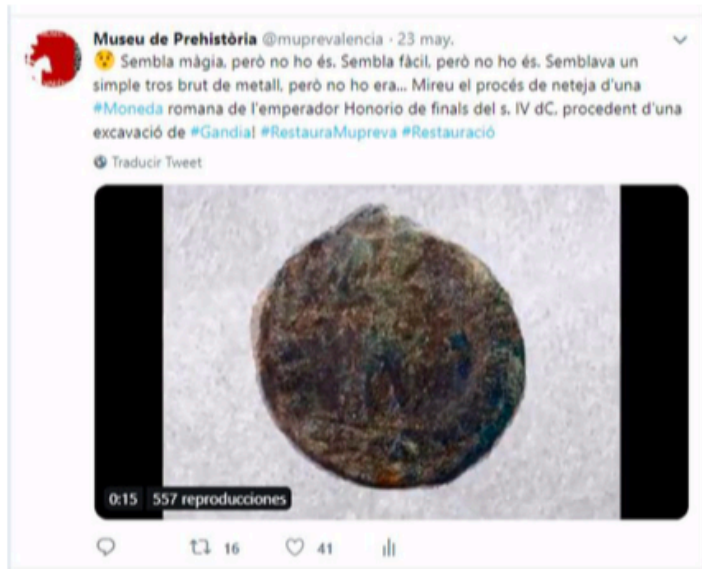 Museu de Prehistòria @muprevalencia · 23 may.
😯 Sembla màgia, però no ho és. Sembla fàcil, però no ho és. Semblava un
simple tros brut de metall, però no ho era... Mireu el procés de neteja d'una
#Moneda romana de l'emperador Honorio de finals del s. IV dC, procedent d'una
excavació de #Gandia! #RestauraMupreva #Restauració
Traducir Tweet
0:15 557 reproducciones
16 41